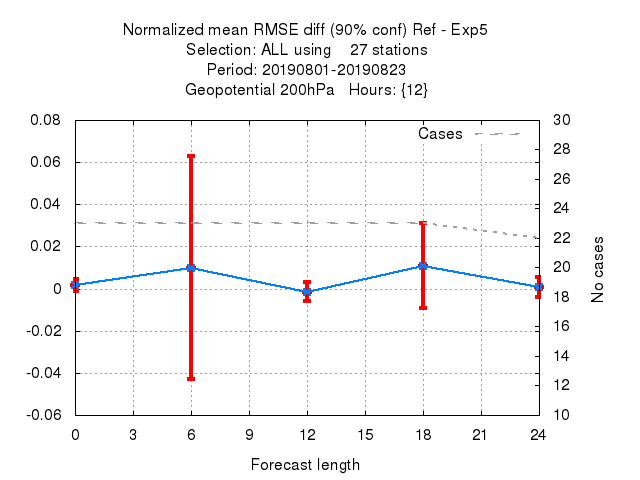 Normalized mean RMSE diff (90% conf) Ref - Exp5
Selection: ALL using 27 stations
Period: 20190801-20190823
Geopotential 200hPa Hours: {12}
Cases
0.08
0.06
0.04
0.02
0
-0.02
-0.04
-0.06
30
28
26
24
22
20
18
16
14
12
10
No cases
0 3 6 9 12 15 18 21 24
Forecast length